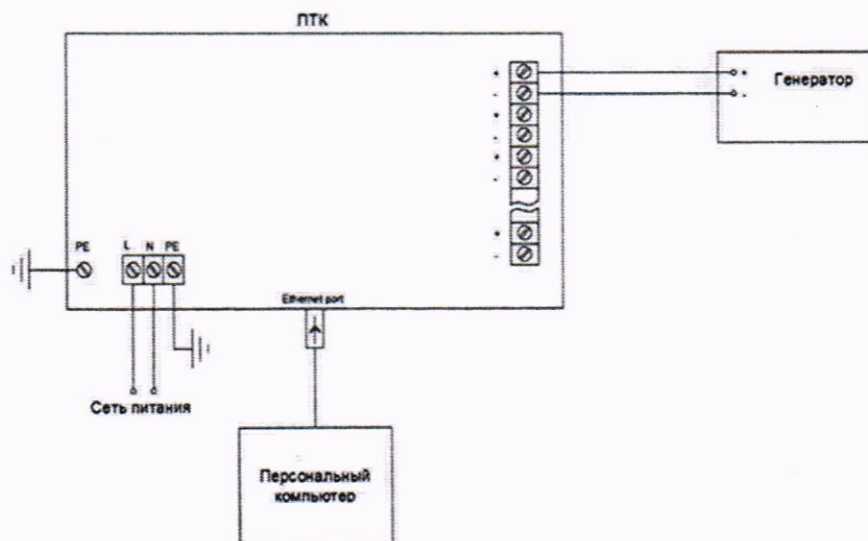 ПТК
+
-
+
-
+
-
+
-
+
-
Генератор
PE
L N PE
Ethernet port
Сеть питания
Персональный
компьютер